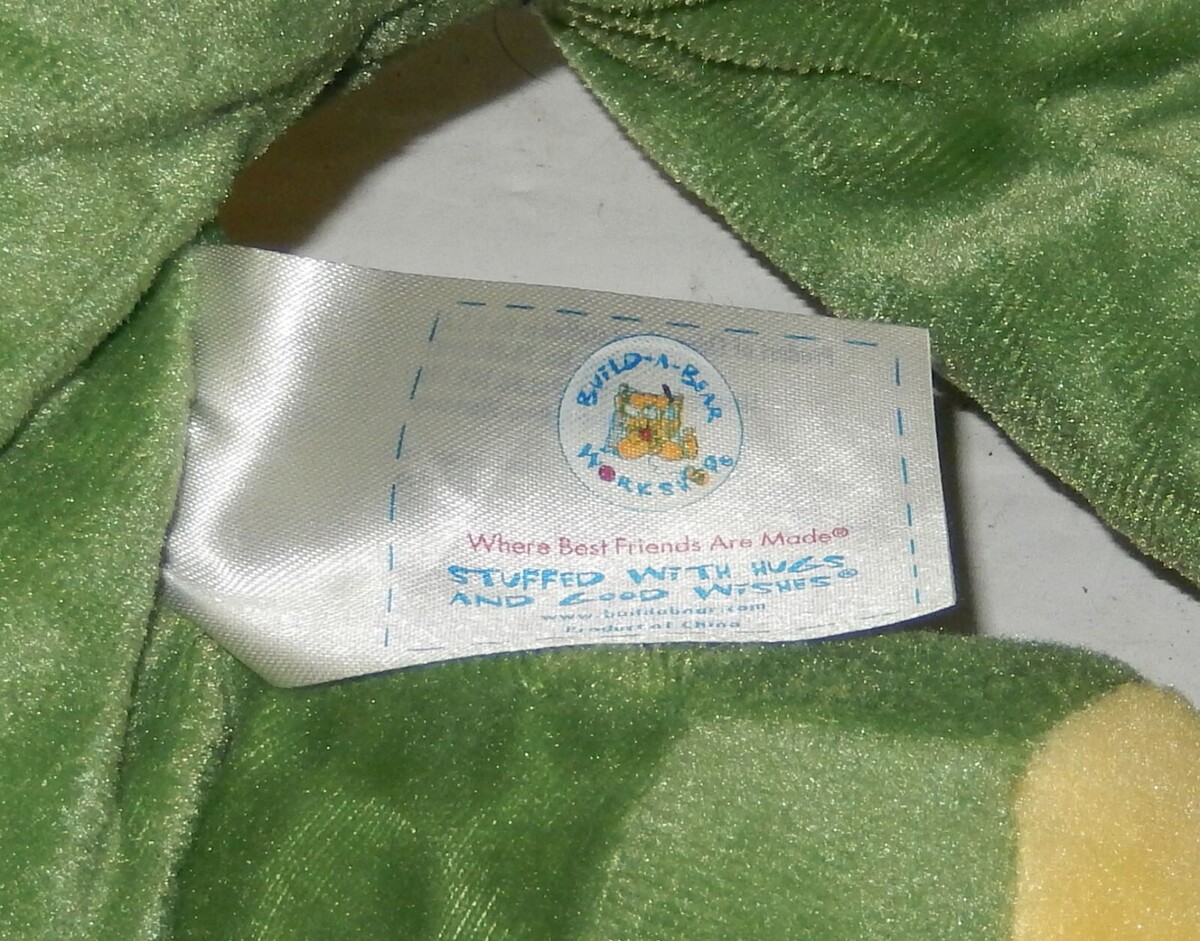 BUiLD-A-BEAR
WORKSHOP®
Where Best Friends Are Made®
STUFFED WiTH HUGS
AND GOOD WiSHES®
www.buildabear.com
Product of China